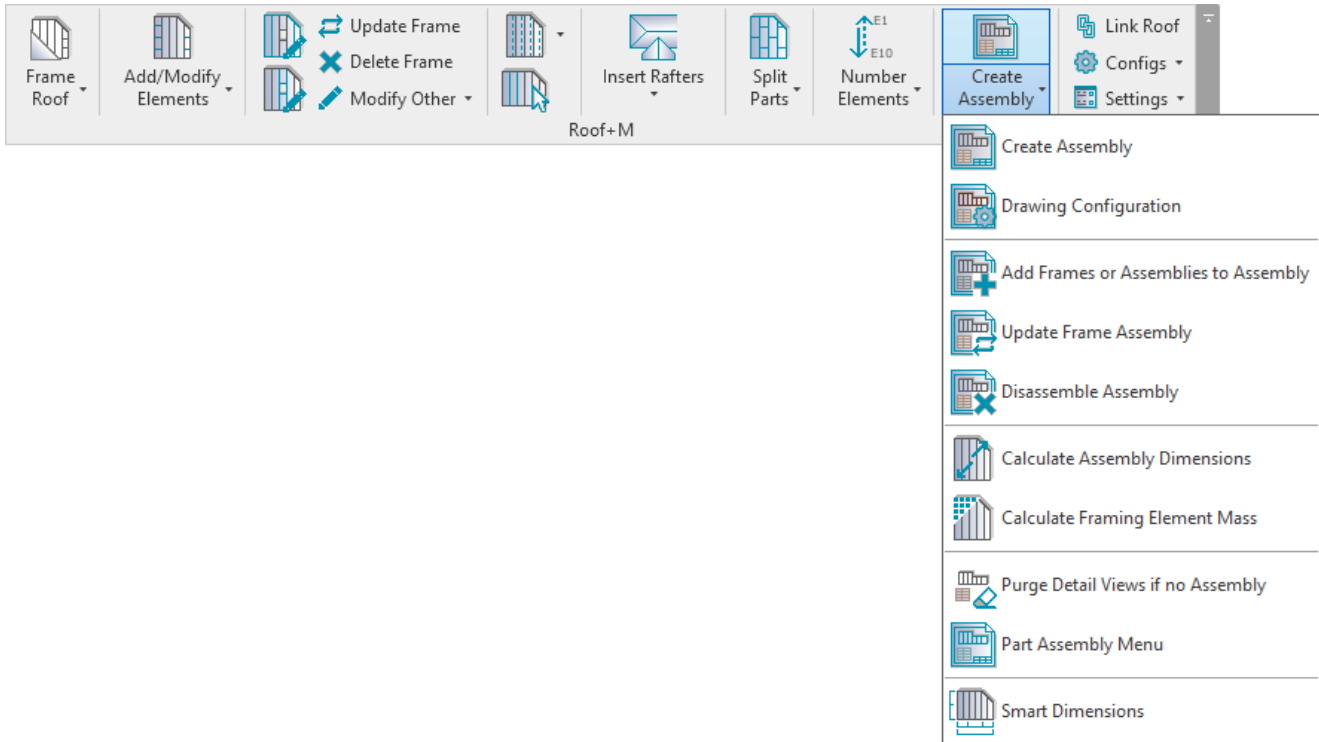 Frame
Roof
Add/Modify
Elements
Update Frame
Delete Frame
Modify Other
Insert Rafters
Split
Parts
E1
E10
Number
Elements
Create
Assembly
Link Roof
Configs
Settings
Roof+M
Create Assembly
Drawing Configuration
Add Frames or Assemblies to Assembly
Update Frame Assembly
Disassemble Assembly
Calculate Assembly Dimensions
Calculate Framing Element Mass
Purge Detail Views if no Assembly
Part Assembly Menu
Smart Dimensions